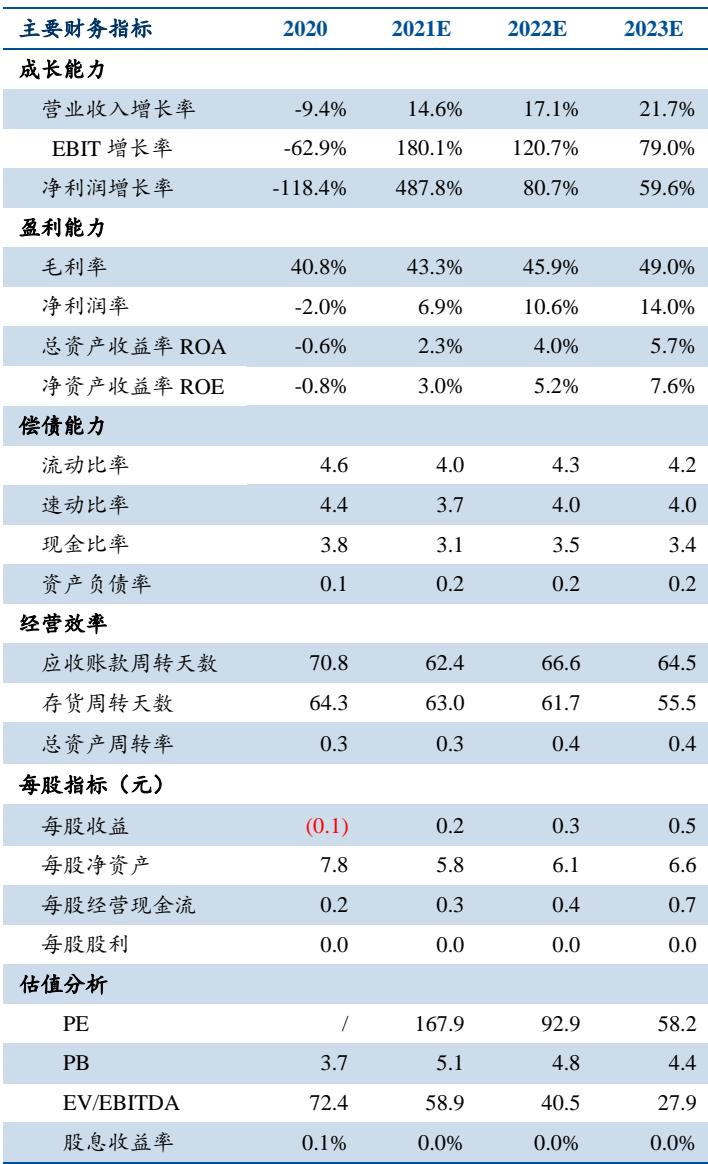 主要财务指标 2020 2021E 2022E 2023E
成长能力
营业收入增长率 -9.4% 14.6% 17.1% 21.7%
EBIT 增长率 -62.9% 180.1% 120.7% 79.0%
净利润增长率 -118.4% 487.8% 80.7% 59.6%
盈利能力
毛利率 40.8% 43.3% 45.9% 49.0%
净利润率 -2.0% 6.9% 10.6% 14.0%
总资产收益率 ROA -0.6% 2.3% 4.0% 5.7%
净资产收益率 ROE -0.8% 3.0% 5.2% 7.6%
偿债能力
流动比率 4.6 4.0 4.3 4.2
速动比率 4.4 3.7 4.0 4.0
现金比率 3.8 3.1 3.5 3.4
资产负债率 0.1 0.2 0.2 0.2
经营效率
应收账款周转天数 70.8 62.4 66.6 64.5
存货周转天数 64.3 63.0 61.7 55.5
总资产周转率 0.3 0.3 0.4 0.4
每股指标（元）
每股收益 (0.1) 0.2 0.3 0.5
每股净资产 7.8 5.8 6.1 6.6
每股经营现金流 0.2 0.3 0.4 0.7
每股股利 0.0 0.0 0.0 0.0
估值分析
PE / 167.9 92.9 58.2
PB 3.7 5.1 4.8 4.4
EV/EBITDA 72.4 58.9 40.5 27.9
股息收益率 0.1% 0.0% 0.0% 0.0%